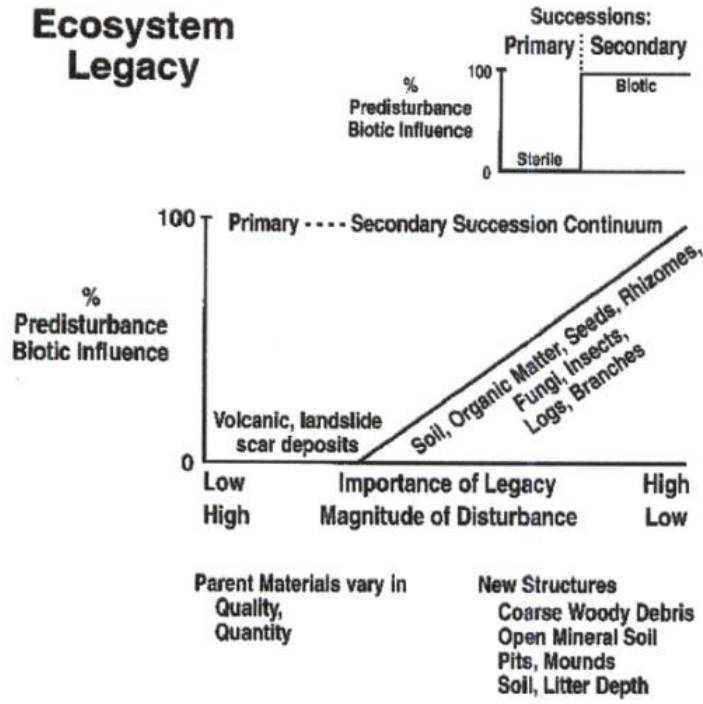 Ecosystem
Legacy
Successions:
Primary
Secondary
100
%
Predisturbance
Biotic Influence
Biotic
Sterile
0
100
Primary ---- Secondary Succession Continuum
%
Predisturbance
Biotic Influence
Soil, Organic Matter, Seeds, Rhizomes,
Fungi, Insects,
Logs, Branches
Volcanic, landslide
scar deposits
0
Low Importance of Legacy High
High Magnitude of Disturbance Low
Parent Materials vary in
Quality,
Quantity
New Structures
Coarse Woody Debris
Open Mineral Soil
Pits, Mounds
Soil, Litter Depth